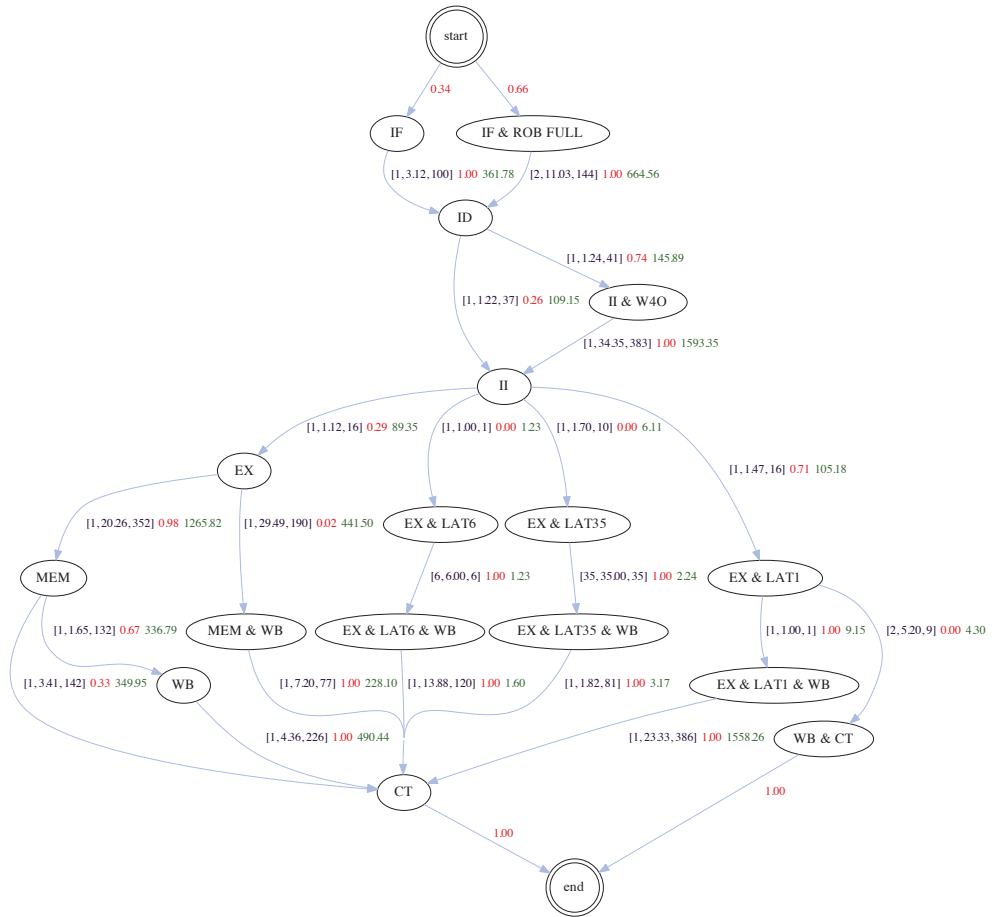 start
0.34
0.66
IF
IF & ROB FULL
[1, 3.12, 100] 1.00 361.78
[2, 11.03, 144] 1.00 664.56
ID
[1, 1.24, 41] 0.74 145.89
[1, 1.22, 37] 0.26 109.15
II & W4O
[1, 34.35, 383] 1.00 1593.35
II
[1, 1.12, 16] 0.29 89.35
[1, 1.00, 1] 0.00 1.23
[1, 1.70, 10] 0.00 6.11
[1, 1.47, 16] 0.71 105.18
EX
[1, 20.26, 352] 0.98 1265.82
[1, 29.49, 190] 0.02 441.50
EX & LAT6
EX & LAT35
MEM
[6, 6.00, 6] 1.00 1.23
[35, 35.00, 35] 1.00 2.24
EX & LAT1
[1, 1.65, 132] 0.67 336.79
MEM & WB
EX & LAT6 & WB
EX & LAT35 & WB
[1, 1.00, 1] 1.00 9.15
[2, 5.20, 9] 0.00 4.30
[1, 3.41, 142] 0.33 349.95
WB
[1, 7.20, 77] 1.00 228.10
[1, 13.88, 120] 1.00 1.60
[1, 1.82, 81] 1.00 3.17
EX & LAT1 & WB
[1, 4.36, 226] 1.00 490.44
[1, 23.33, 386] 1.00 1558.26
WB & CT
CT
1.00
1.00
end